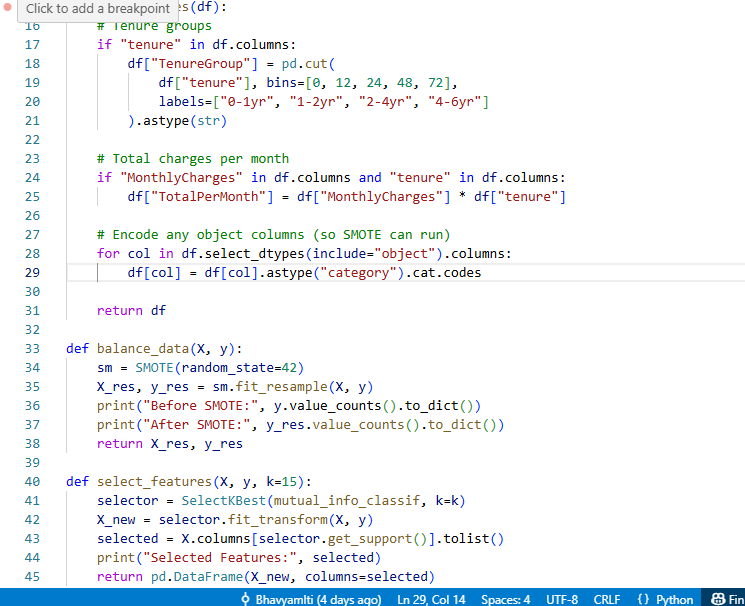 Click to add a breakpoint es(df):
16 # Tenure groups
17 if "tenure" in df.columns:
18 df["TenureGroup"] = pd.cut(
19 df["tenure"], bins=[0, 12, 24, 48, 72],
20 labels=["0-1yr", "1-2yr", "2-4yr", "4-6yr"]
21 ).astype(str)
22
23 # Total charges per month
24 if "MonthlyCharges" in df.columns and "tenure" in df.columns:
25 df["TotalPerMonth"] = df["MonthlyCharges"] * df["tenure"]
26
27 # Encode any object columns (so SMOTE can run)
28 for col in df.select_dtypes(include="object").columns:
29 df[col] = df[col].astype("category").cat.codes
30
31 return df
32
33 def balance_data(X, y):
34 sm = SMOTE(random_state=42)
35 X_res, y_res = sm.fit_resample(X, y)
36 print("Before SMOTE:", y.value_counts().to_dict())
37 print("After SMOTE:", y_res.value_counts().to_dict())
38 return X_res, y_res
39
40 def select_features(X, y, k=15):
41 selector = SelectKBest(mutual_info_classif, k=k)
42 X_new = selector.fit_transform(X, y)
43 selected = X.columns[selector.get_support()].tolist()
44 print("Selected Features:", selected)
45 return pd.DataFrame(X_new, columns=selected)
Bhavyamlti (4 days ago) Ln 29, Col 14 Spaces: 4 UTF-8 CRLF {} Python Fin